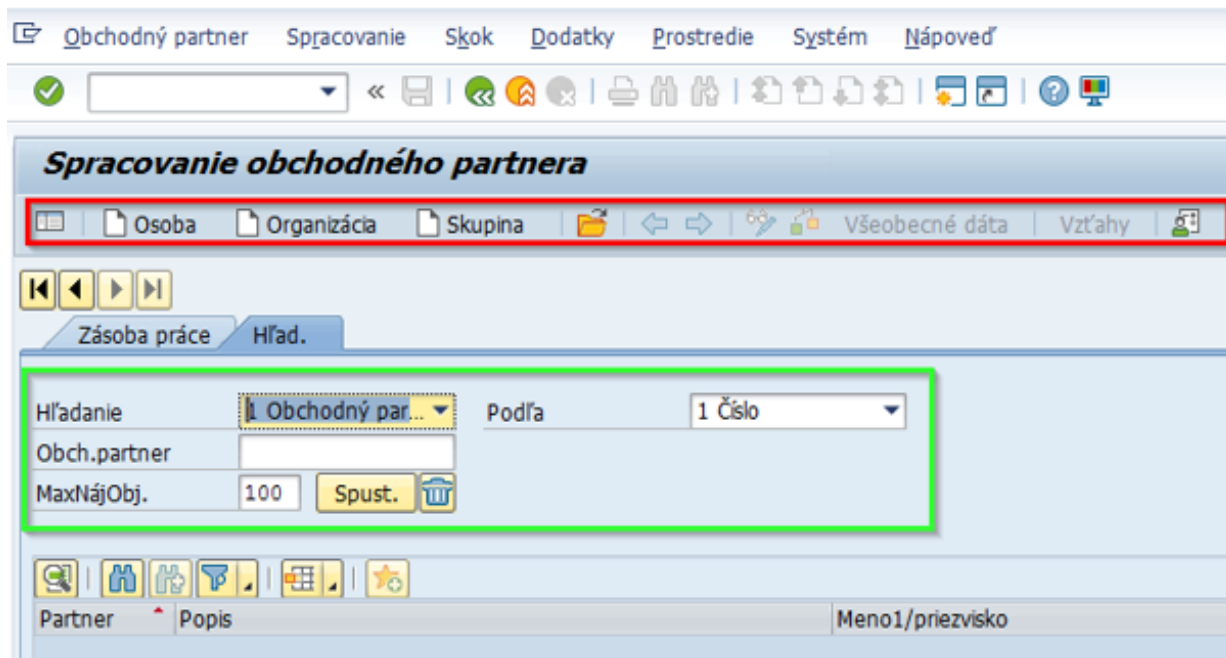 Obchodný partner Spracovanie Skok Dodatky Prostredie Systém Nápoveď
Spracovanie obchodného partnera
Osoba Organizácia Skupina Všeobecné dáta Vzťahy
Zásoba práce Hľad.
Hľadanie 1 Obchodný par... Podľa 1 Číslo
Obch.partner
MaxNájObj. 100 Spust.
Partner Popis Meno1/priezvisko